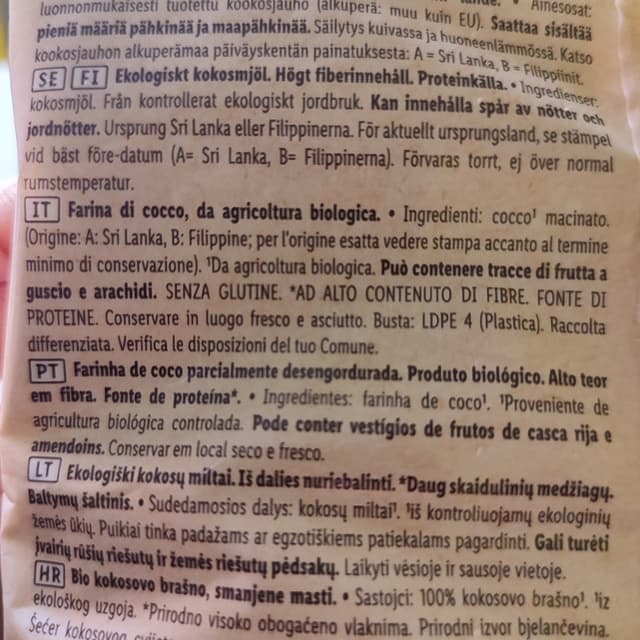 luonnonmukaisesti tuotettu kookosjauho (alkuperä: muu kuin EU). Saattaa sisältää
pieniä määriä pähkinää ja maapähkinää. Säilytys kuivassa ja huoneenlämmössä. Katso
kookosjauhon alkuperämaa päiväyskentän painatuksesta: A = Sri Lanka, B = Filippiinit.
SE FI Ekologiskt kokosmjöl. Högt fiberinnehåll. Proteinkälla. • Ingredienser:
kokosmjöl. Från kontrollerat ekologiskt jordbruk. Kan innehålla spår av nötter och
jordnötter. Ursprung Sri Lanka eller Filippinerna. För aktuellt ursprungsland, se stämpel
vid bäst före-datum (A= Sri Lanka, B= Filippinerna). Förvaras torrt, ej över normal
rumstemperatur.
IT Farina di cocco, da agricoltura biologica. • Ingredienti: cocco¹ macinato.
(Origine: A: Sri Lanka, B: Filippine; per l'origine esatta vedere stampa accanto al termine
minimo di conservazione). ¹Da agricoltura biologica. Può contenere tracce di frutta a
guscio e arachidi. SENZA GLUTINE. *AD ALTO CONTENUTO DI FIBRE. FONTE DI
PROTEINE. Conservare in luogo fresco e asciutto. Busta: LDPE 4 (Plastica). Raccolta
differenziata. Verifica le disposizioni del tuo Comune.
PT Farinha de coco parcialmente desengordurada. Produto biológico. Alto teor
em fibra. Fonte de proteína*. • Ingredientes: farinha de coco¹. ¹Proveniente de
agricultura biológica controlada. Pode conter vestígios de frutos de casca rija e
amendoins. Conservar em local seco e fresco.
LT Ekologiški kokosų miltai. Iš dalies nuriebalinti. *Daug skaidulinių medžiagų.
Baltymų šaltinis. • Sudedamosios dalys: kokosų miltai¹. ¹iš kontroliuojamų ekologinių
žemės ūkių. Puikiai tinka padažams ar egzotiškiems patiekalams pagardinti. Gali turėti
įvairių rūšių riešutų ir žemės riešutų pėdsakų. Laikyti vėsioje ir sausoje vietoje.
HR Bio kokosovo brašno, smanjene masti. • Sastojci: 100% kokosovo brašno¹. ¹iz
ekološkog uzgoja. *Prirodno visoko obogaćeno vlaknima. Prirodni izvor bjelančevina.
Šećer kokosovog